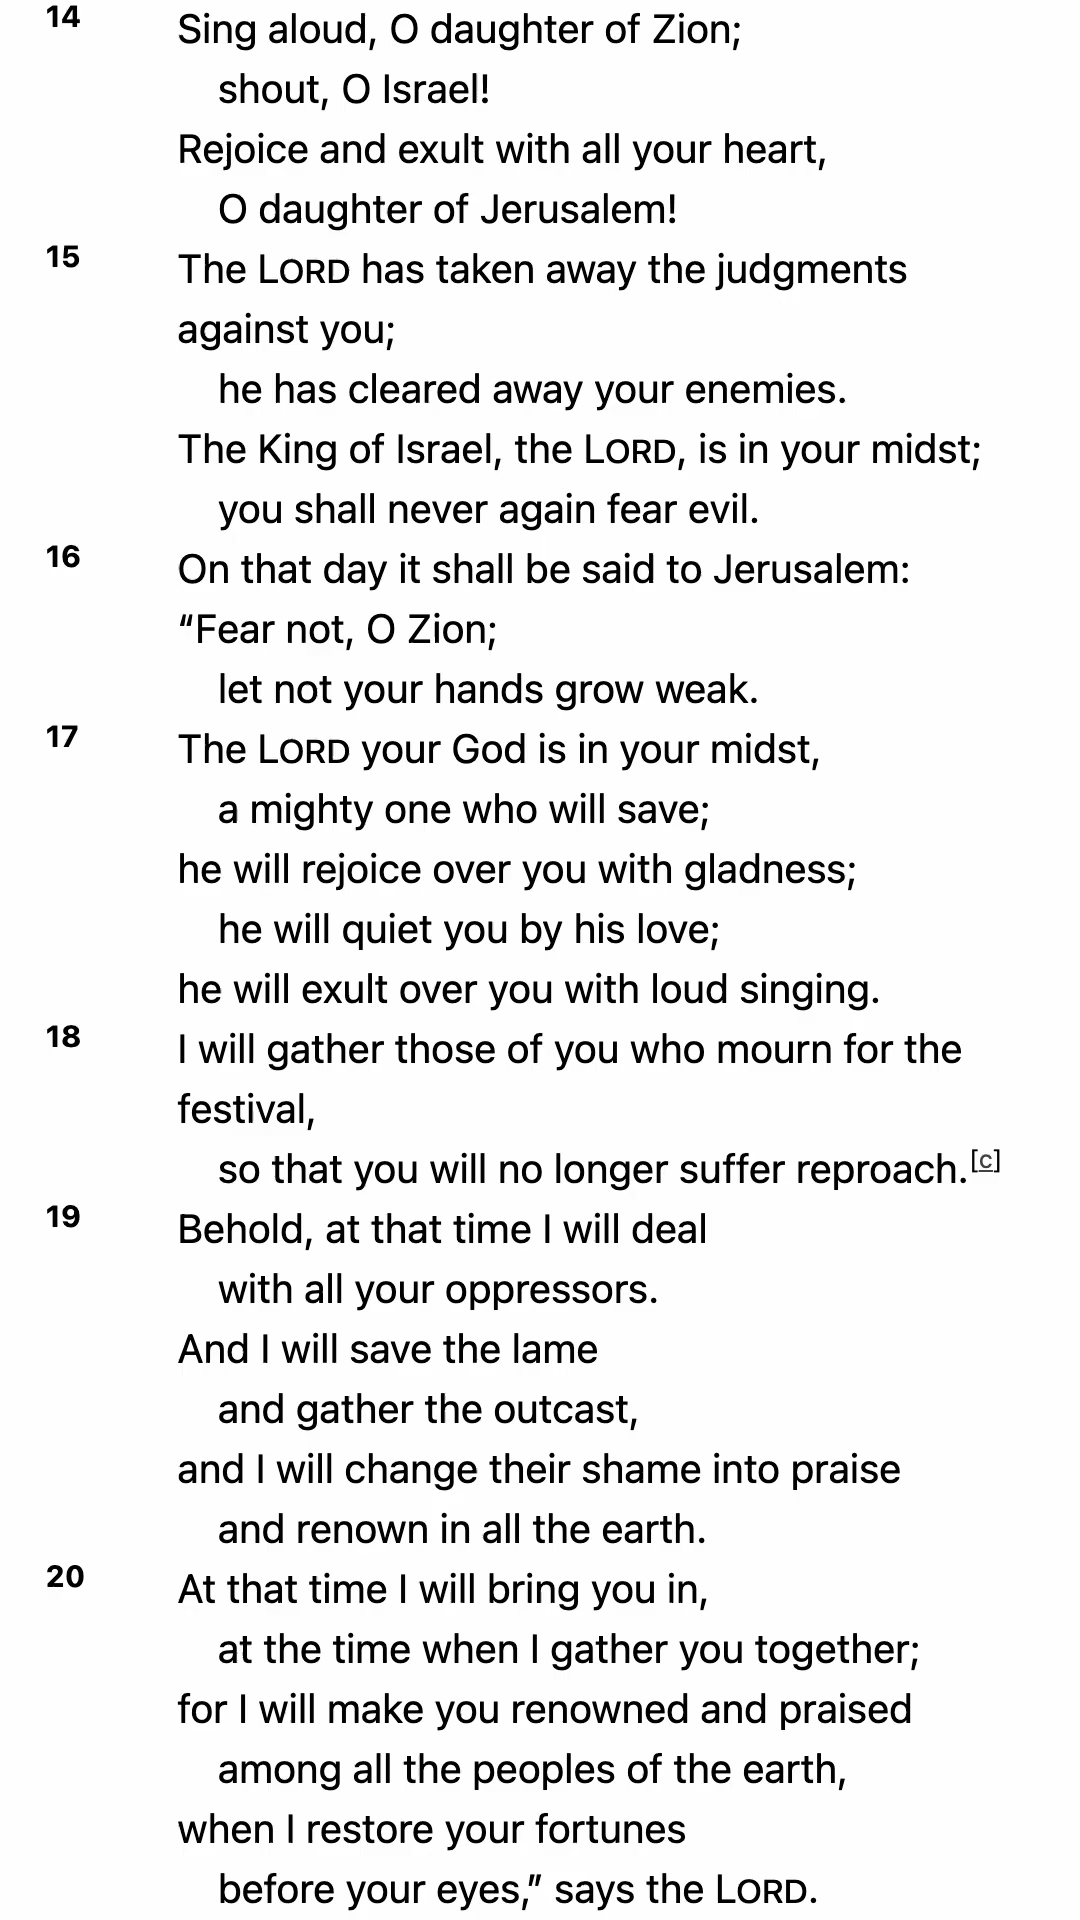 14 Sing aloud, O daughter of Zion;
shout, O Israel!
Rejoice and exult with all your heart,
O daughter of Jerusalem!
15 The LORD has taken away the judgments
against you;
he has cleared away your enemies.
The King of Israel, the LORD, is in your midst;
you shall never again fear evil.
16 On that day it shall be said to Jerusalem:
“Fear not, O Zion;
let not your hands grow weak.
17 The LORD your God is in your midst,
a mighty one who will save;
he will rejoice over you with gladness;
he will quiet you by his love;
he will exult over you with loud singing.
18 I will gather those of you who mourn for the
festival,
so that you will no longer suffer reproach.[c]
19 Behold, at that time I will deal
with all your oppressors.
And I will save the lame
and gather the outcast,
and I will change their shame into praise
and renown in all the earth.
20 At that time I will bring you in,
at the time when I gather you together;
for I will make you renowned and praised
among all the peoples of the earth,
when I restore your fortunes
before your eyes,” says the LORD.